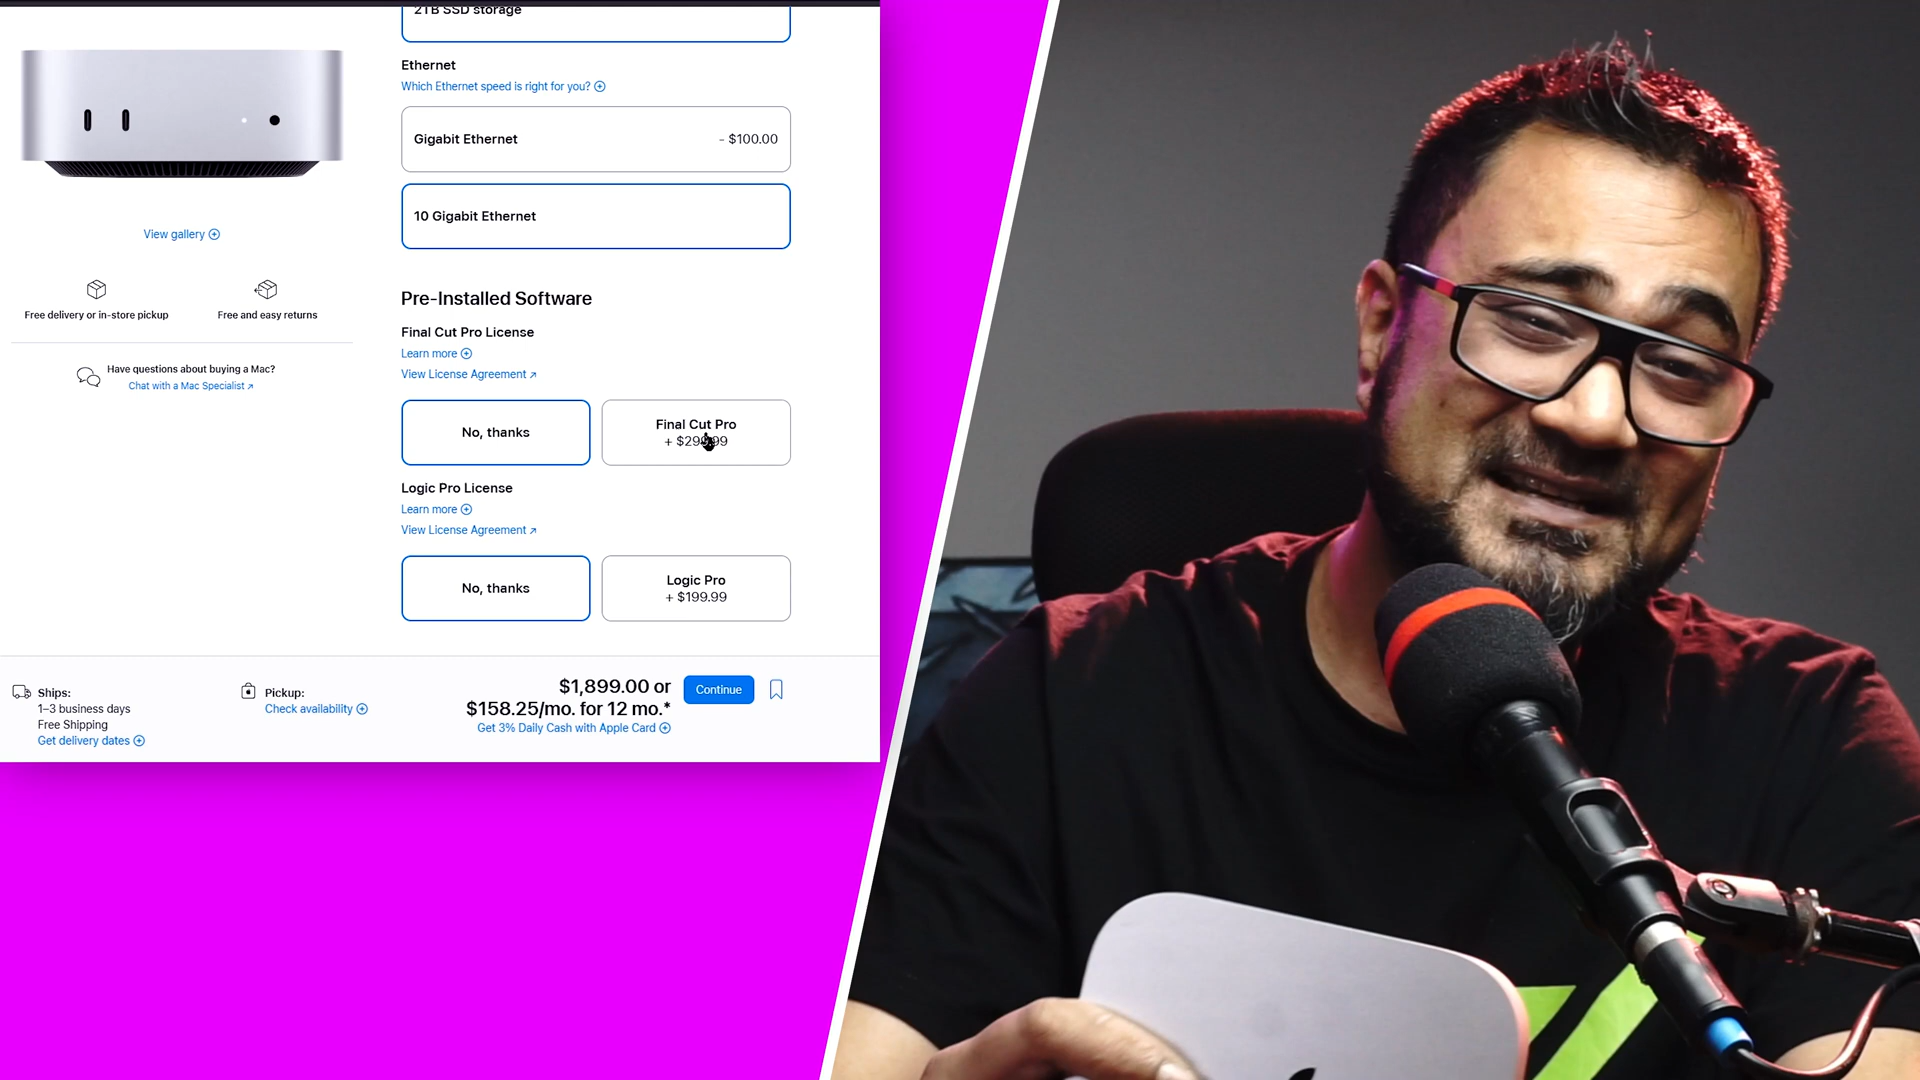 2TB SSD storage
Ethernet
Which Ethernet speed is right for you?
Gigabit Ethernet - $100.00
10 Gigabit Ethernet
View gallery
Free delivery or in-store pickup
Free and easy returns
Have questions about buying a Mac?
Chat with a Mac Specialist
Pre-Installed Software
Final Cut Pro License
Learn more
View License Agreement
No, thanks
Final Cut Pro
+ $299.99
Logic Pro License
Learn more
View License Agreement
No, thanks
Logic Pro
+ $199.99
Ships:
1–3 business days
Free Shipping
Get delivery dates
Pickup:
Check availability
$1,899.00 or
$158.25/mo. for 12 mo.*
Get 3% Daily Cash with Apple Card
Continue